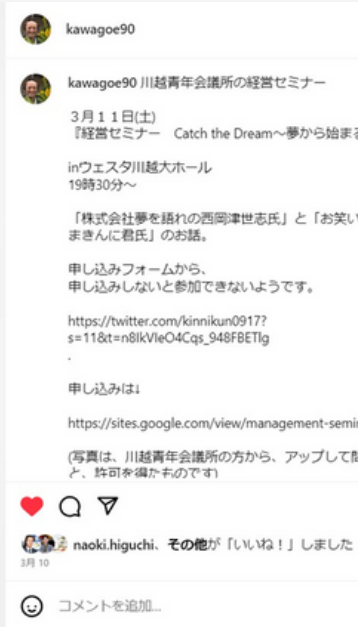 kawagoe90
kawagoe90 川越青年会議所の経営セミナー
3月11日(土)
『経営セミナー　Catch the Dream～夢から始まる
inウェスタ川越大ホール
19時30分～
「株式会社夢を語れの西岡津世志氏」と「お笑い
まきんに君氏」のお話。
申し込みフォームから、
申し込みしないと参加できないようです。
https://twitter.com/kinnikun0917?
s=11&t=n8IkVIeO4Cqs_948FBETlg
.
申し込みは↓
https://sites.google.com/view/management-semin
(写真は、川越青年会議所の方から、アップして問
と、許可を得たものです)
naoki.higuchi、その他が「いいね！」しました
3月 10
コメントを追加...